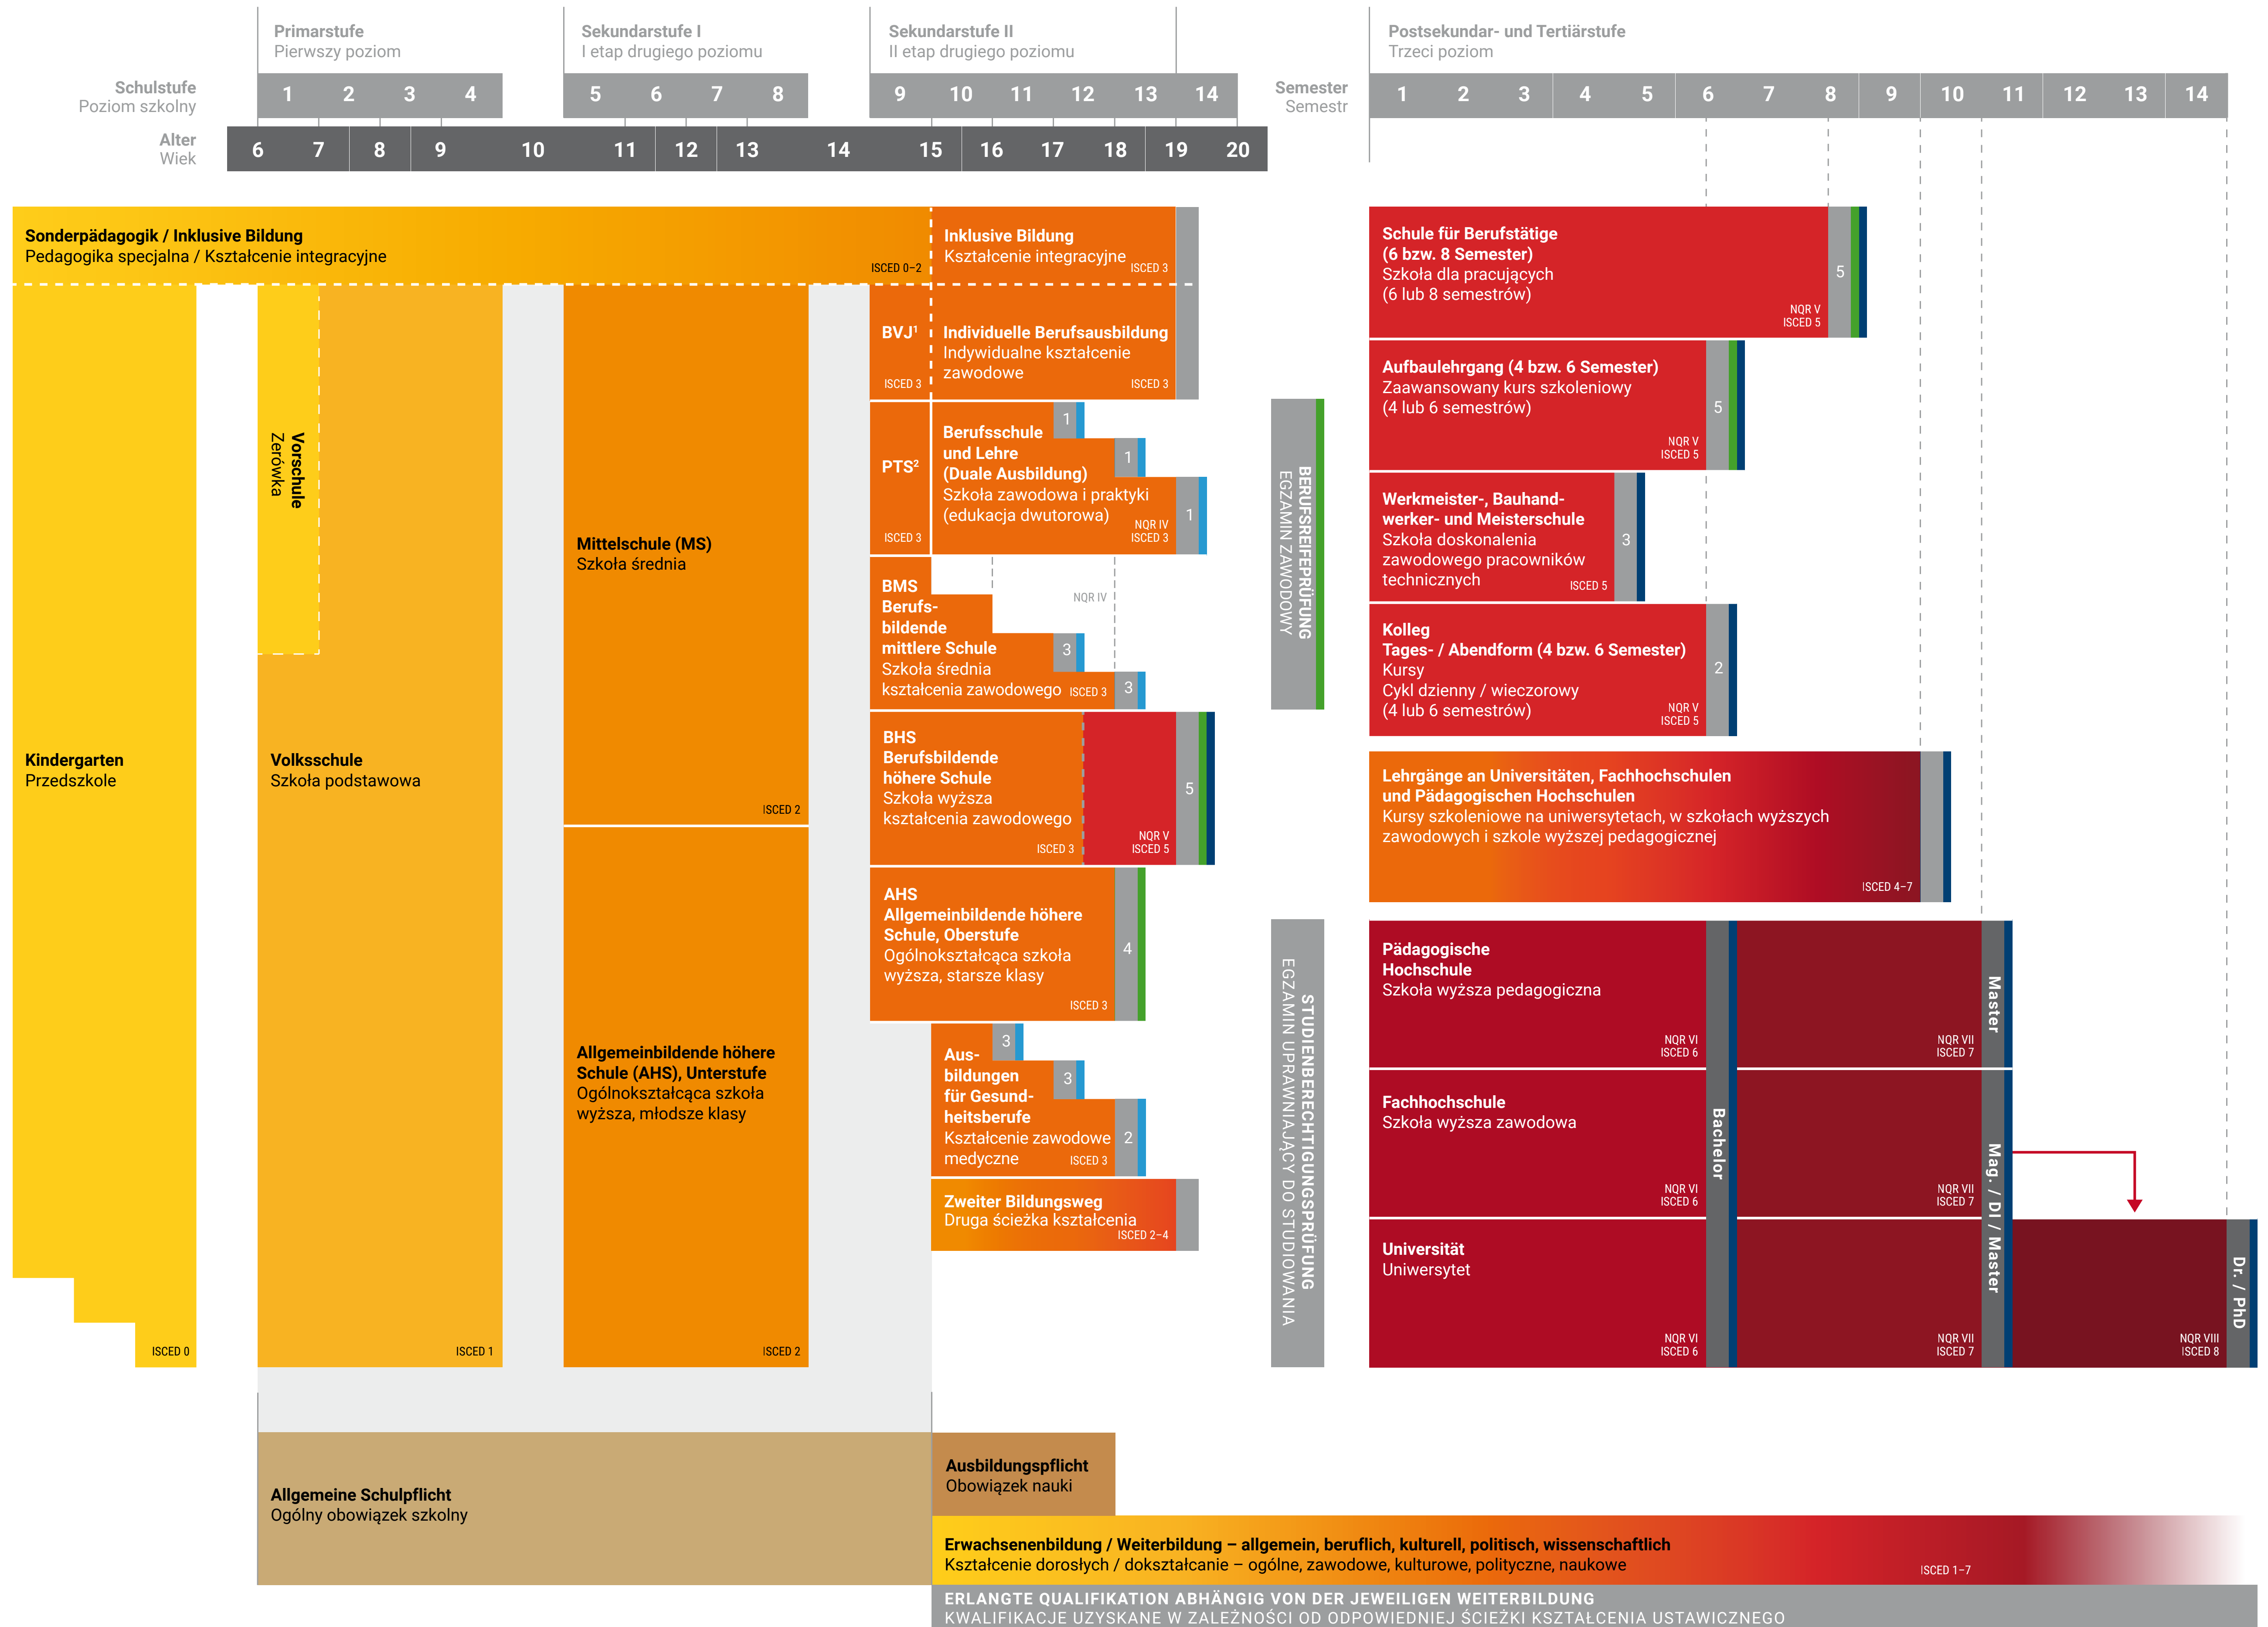 Primarstufe
Pierwszy poziom
Sekundarstufe I
I etap drugiego poziomu
Sekundarstufe II
II etap drugiego poziomu
Postsekundar- und Tertiärstufe
Trzeci poziom
Schulstufe
Poziom szkolny
1 2 3 4 5 6 7 8 9 10 11 12 13 14
Semester
Semestr
1 2 3 4 5 6 7 8 9 10 11 12 13 14
Alter
Wiek
6 7 8 9 10 11 12 13 14 15 16 17 18 19 20
Sonderpädagogik / Inklusive Bildung
Pedagogika specjalna / Kształcenie integracyjne
ISCED 0–2
Inklusive Bildung
Kształcenie integracyjne
ISCED 3
Kindergarten
Przedszkole
ISCED 0
Vorschule
Zerówka
Volksschule
Szkoła podstawowa
ISCED 1
Mittelschule (MS)
Szkoła średnia
ISCED 2
Allgemeinbildende höhere
Schule (AHS), Unterstufe
Ogólnokształcąca szkoła
wyższa, młodsze klasy
ISCED 2
BVJ¹
ISCED 3
Individuelle Berufsausbildung
Indywidualne kształcenie
zawodowe
ISCED 3
PTS²
ISCED 3
Berufsschule
und Lehre
(Duale Ausbildung)
Szkoła zawodowa i praktyki
(edukacja dwutorowa)
NQR IV
ISCED 3
1
1
1
BMS
Berufs-
bildende
mittlere Schule
Szkoła średnia
kształcenia zawodowego
ISCED 3
NQR IV
3
3
BHS
Berufsbildende
höhere Schule
Szkoła wyższa
kształcenia zawodowego
ISCED 3
NQR V
ISCED 5
5
AHS
Allgemeinbildende höhere
Schule, Oberstufe
Ogólnokształcąca szkoła
wyższa, starsze klasy
ISCED 3
4
Aus-
bildungen
für Gesund-
heitsberufe
Kształcenie zawodowe
medyczne
ISCED 3
3
3
2
Zweiter Bildungsweg
Druga ścieżka kształcenia
ISCED 2–4
BERUFSREIFEPRÜFUNG
EGZAMIN ZAWODOWY
STUDIENBERECHTIGUNGSPRÜFUNG
EGZAMIN UPRAWNIAJĄCY DO STUDIOWANIA
Schule für Berufstätige
(6 bzw. 8 Semester)
Szkoła dla pracujących
(6 lub 8 semestrów)
NQR V
ISCED 5
5
Aufbaulehrgang (4 bzw. 6 Semester)
Zaawansowany kurs szkoleniowy
(4 lub 6 semestrów)
NQR V
ISCED 5
5
Werkmeister-, Bauhand-
werker- und Meisterschule
Szkoła doskonalenia
zawodowego pracowników
technicznych
ISCED 5
3
Kolleg
Tages- / Abendform (4 bzw. 6 Semester)
Kursy
Cykl dzienny / wieczorowy
(4 lub 6 semestrów)
NQR V
ISCED 5
2
Lehrgänge an Universitäten, Fachhochschulen
und Pädagogischen Hochschulen
Kursy szkoleniowe na uniwersytetach, w szkołach wyższych
zawodowych i szkole wyższej pedagogicznej
ISCED 4–7
Pädagogische
Hochschule
Szkoła wyższa pedagogiczna
NQR VI
ISCED 6
NQR VII
ISCED 7
Master
Fachhochschule
Szkoła wyższa zawodowa
NQR VI
ISCED 6
Bachelor
NQR VII
ISCED 7
Mag. / DI / Master
Universität
Uniwersytet
NQR VI
ISCED 6
NQR VII
ISCED 7
NQR VIII
ISCED 8
Dr. / PhD
Allgemeine Schulpflicht
Ogólny obowiązek szkolny
Ausbildungspflicht
Obowiązek nauki
Erwachsenenbildung / Weiterbildung – allgemein, beruflich, kulturell, politisch, wissenschaftlich
Kształcenie dorosłych / dokształcanie – ogólne, zawodowe, kulturowe, polityczne, naukowe
ISCED 1–7
ERLANGTE QUALIFIKATION ABHÄNGIG VON DER JEWEILIGEN WEITERBILDUNG
KWALIFIKACJE UZYSKANE W ZALEŻNOŚCI OD ODPOWIEDNIEJ ŚCIEŻKI KSZTAŁCENIA USTAWICZNEGO